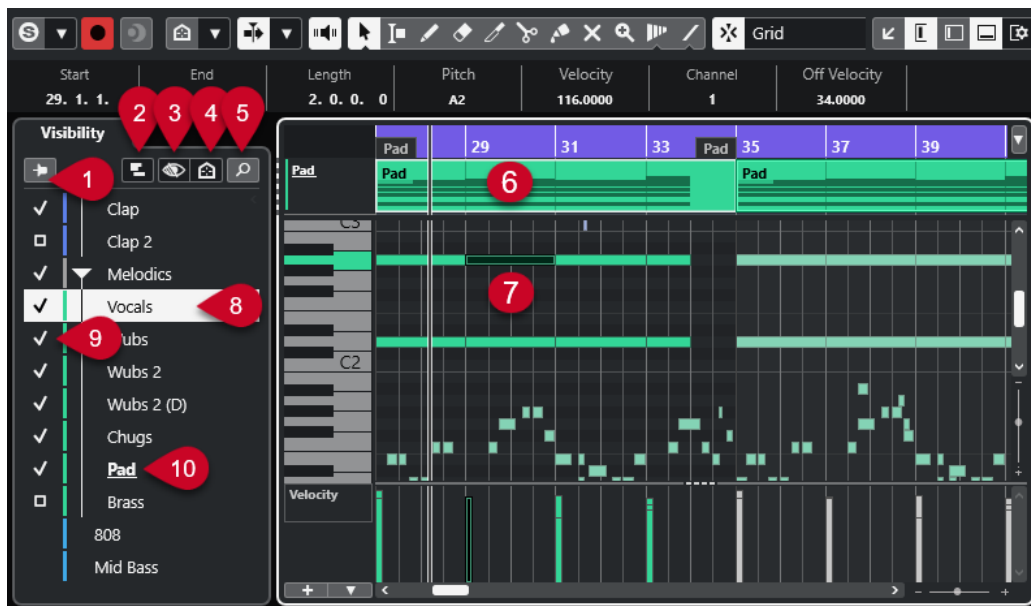 Grid
Start End Length Pitch Velocity Channel Off Velocity
29. 1. 1. 2. 0. 0. 0 A2 116.0000 1 34.0000
Visibility
2 3 4 5
1
Clap
Clap 2
Melodics
Vocals
8
9
Wubs 2
Wubs 2 (D)
Chugs
Pad
10
Brass
808
Mid Bass
Pad 29 31 33 Pad 35 37 39
Pad
Pad Pad
6
C3
7
C2
Velocity